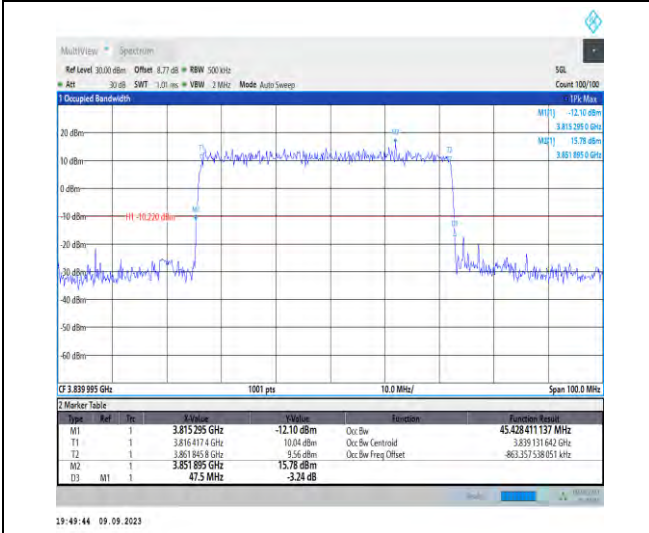 MultiView Spectrum
Ref Level 30.00 dBm Offset 8.77 dB RBW 500 kHz SGL
Att 30 dB SWT 1.01 ms VBW 2 MHz Mode Auto Sweep Count 100/100
1 Occupied Bandwidth 1Pk Max
M1[1] -12.10 dBm
3.815 295 0 GHz
M2[1] 15.78 dBm
3.851 895 0 GHz
20 dBm
T1 M2 T2
10 dBm
0 dBm
-10 dBm H1 -10.220 dBm
D3
-20 dBm
-30 dBm
-40 dBm
-50 dBm
-60 dBm
CF 3.839 995 GHz 1001 pts 10.0 MHz/ Span 100.0 MHz
2 Marker Table
Type Ref Trc X-Value Y-Value Function Function Result
M1 1 3.815 295 GHz -12.10 dBm Occ Bw 45.428 411 137 MHz
T1 1 3.816 417 4 GHz 10.04 dBm Occ Bw Centroid 3.839 131 642 GHz
T2 1 3.861 845 8 GHz 9.56 dBm Occ Bw Freq Offset -863.357 538 051 kHz
M2 1 3.851 895 GHz 15.78 dBm
D3 M1 1 47.5 MHz -3.24 dB
19:49:44 09.09.2023